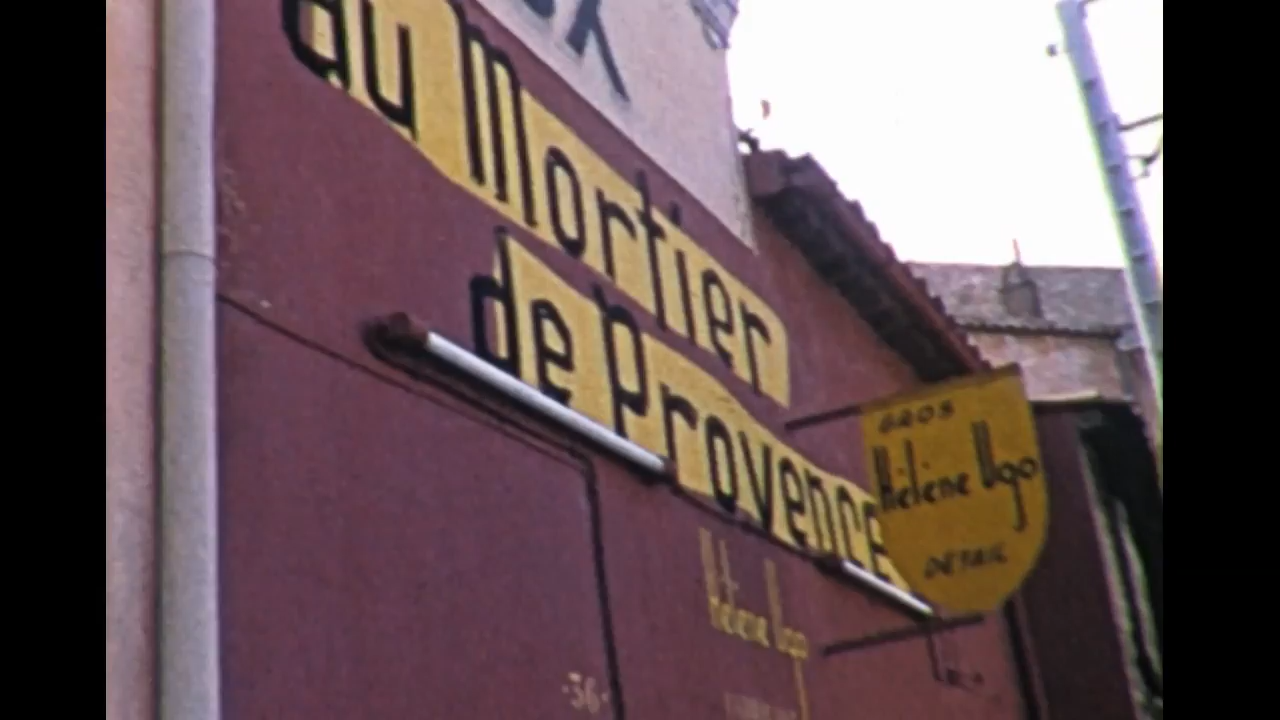 au Mortier
de provence
GROS
Hélène Ugo
DETAIL
Hélène Ugo
36